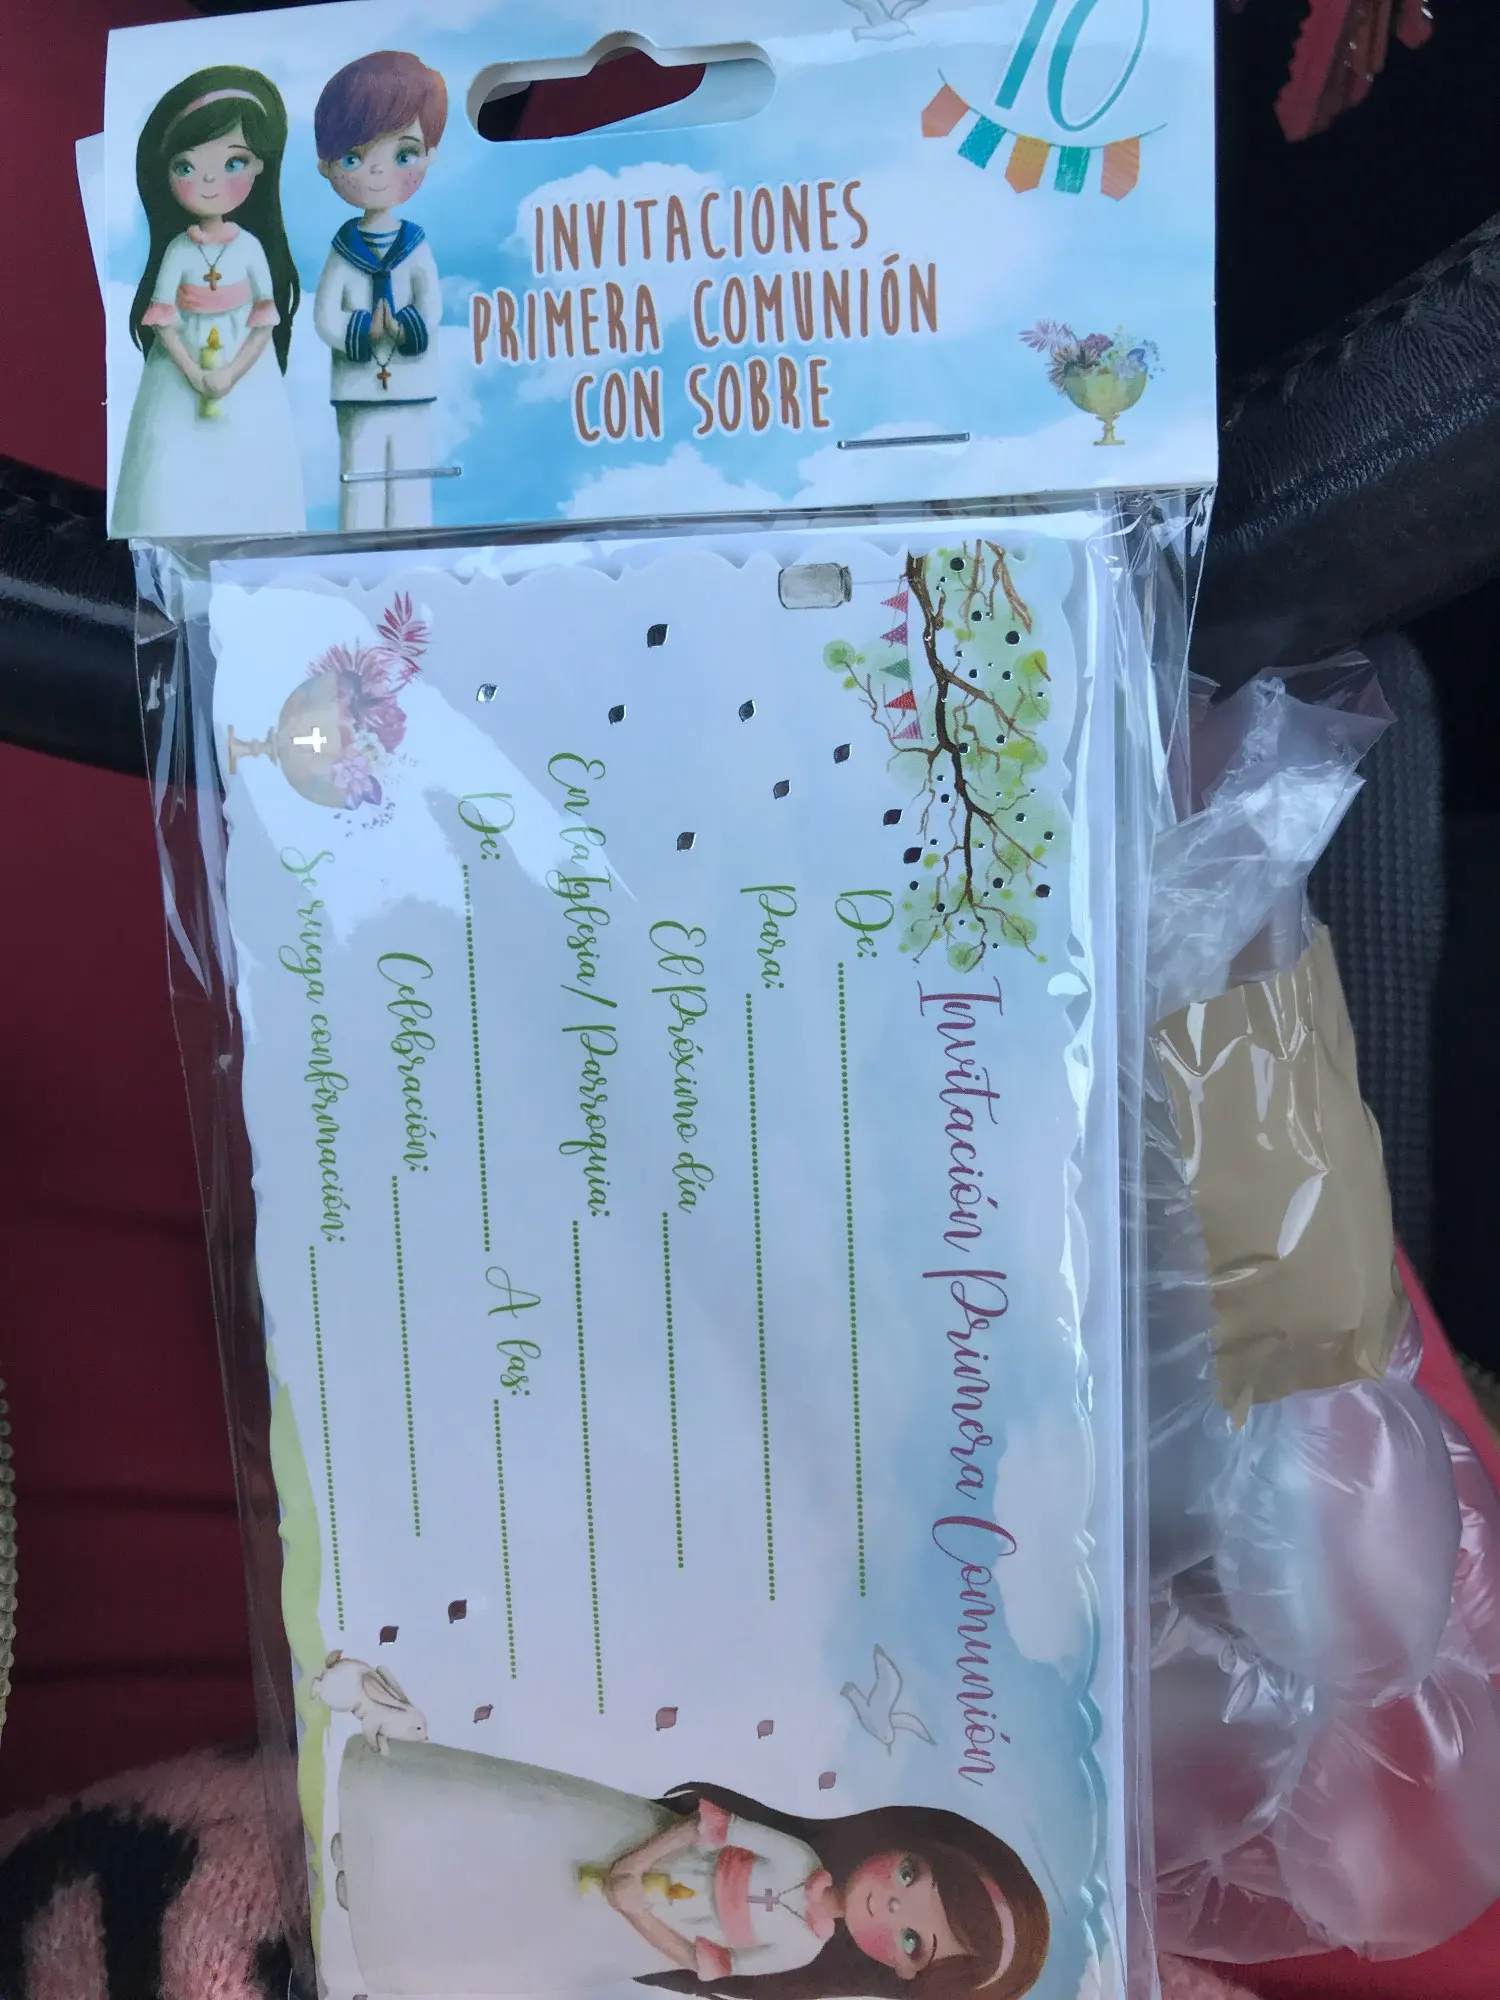 10
INVITACIONES
PRIMERA COMUNIÓN
CON SOBRE
Invitación Primera Comunión
De:
Para:
El Próximo día
En la Iglesia / Parroquia:
De: A las:
Celebración:
Se ruega confirmación: